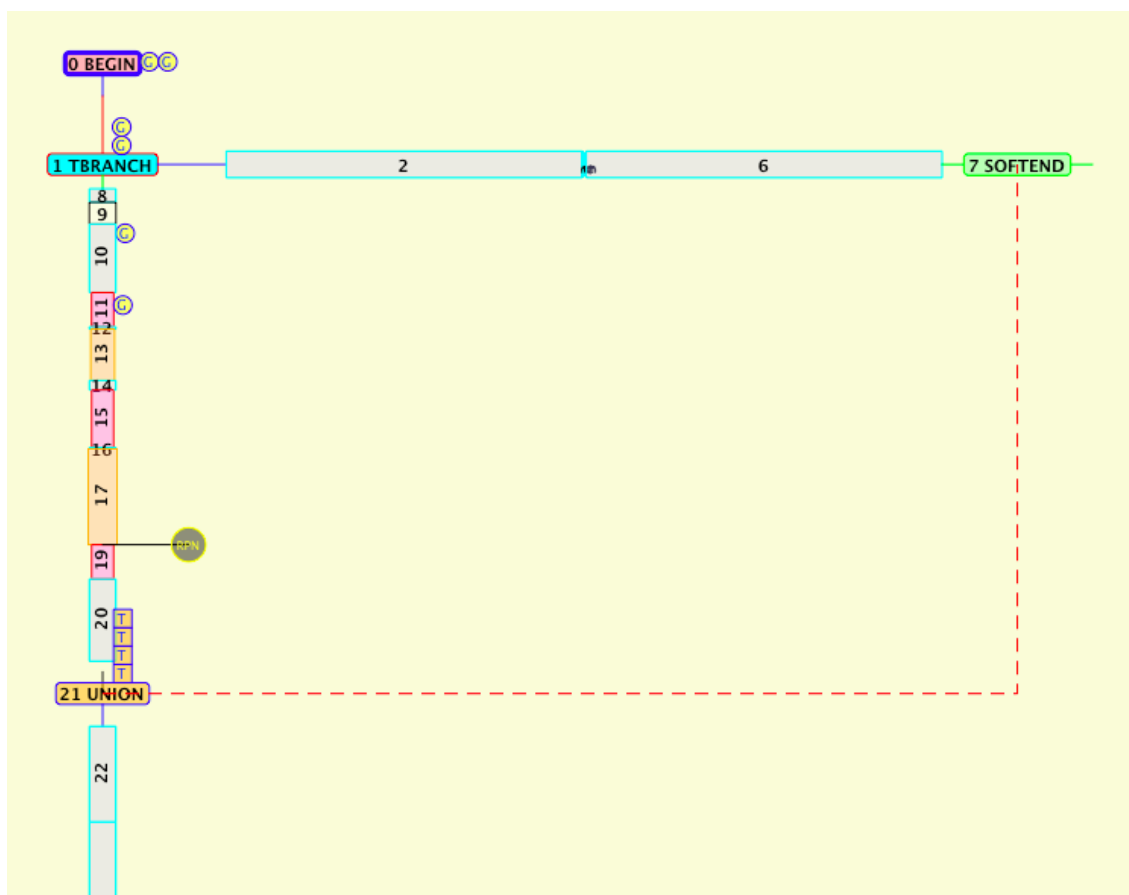 0 BEGIN G G
G
G
1 TBRANCH 2 6 7 SOFTEND
8
9
G
10
11 G
12
13
14
15
16
17
RPN
19
20
T
T
T
T
21 UNION
22